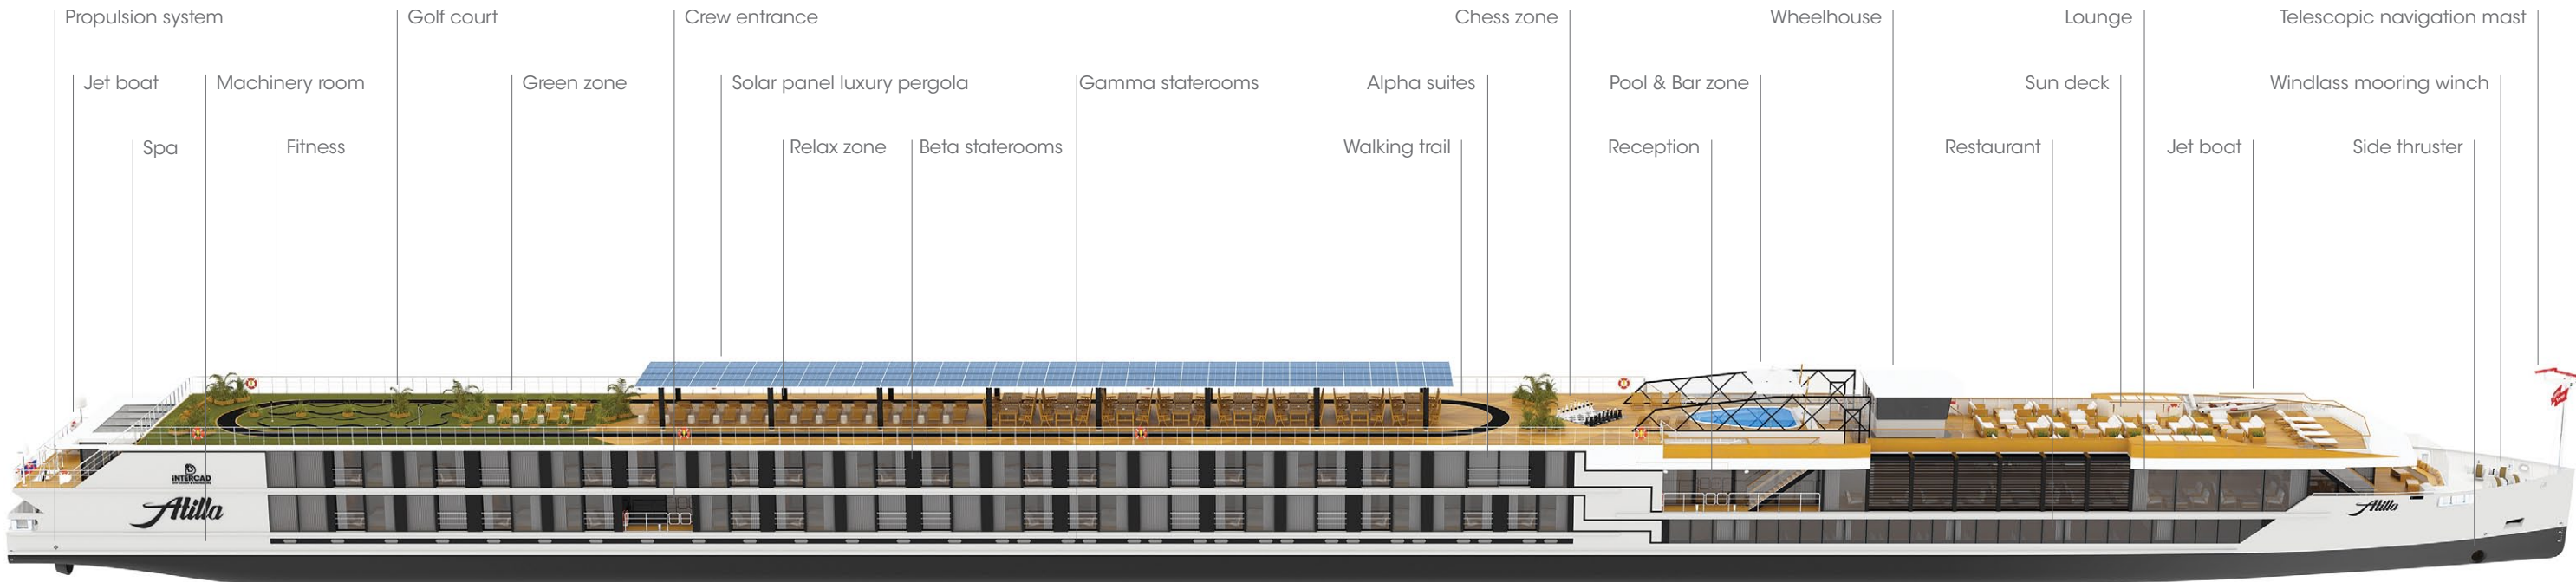 Propulsion system
Golf court
Crew entrance
Chess zone
Wheelhouse
Lounge
Telescopic navigation mast
Jet boat
Machinery room
Green zone
Solar panel luxury pergola
Gamma staterooms
Alpha suites
Pool & Bar zone
Sun deck
Windlass mooring winch
Spa
Fitness
Relax zone
Beta staterooms
Walking trail
Reception
Restaurant
Jet boat
Side thruster
INTERCAD
Atilla
Atilla